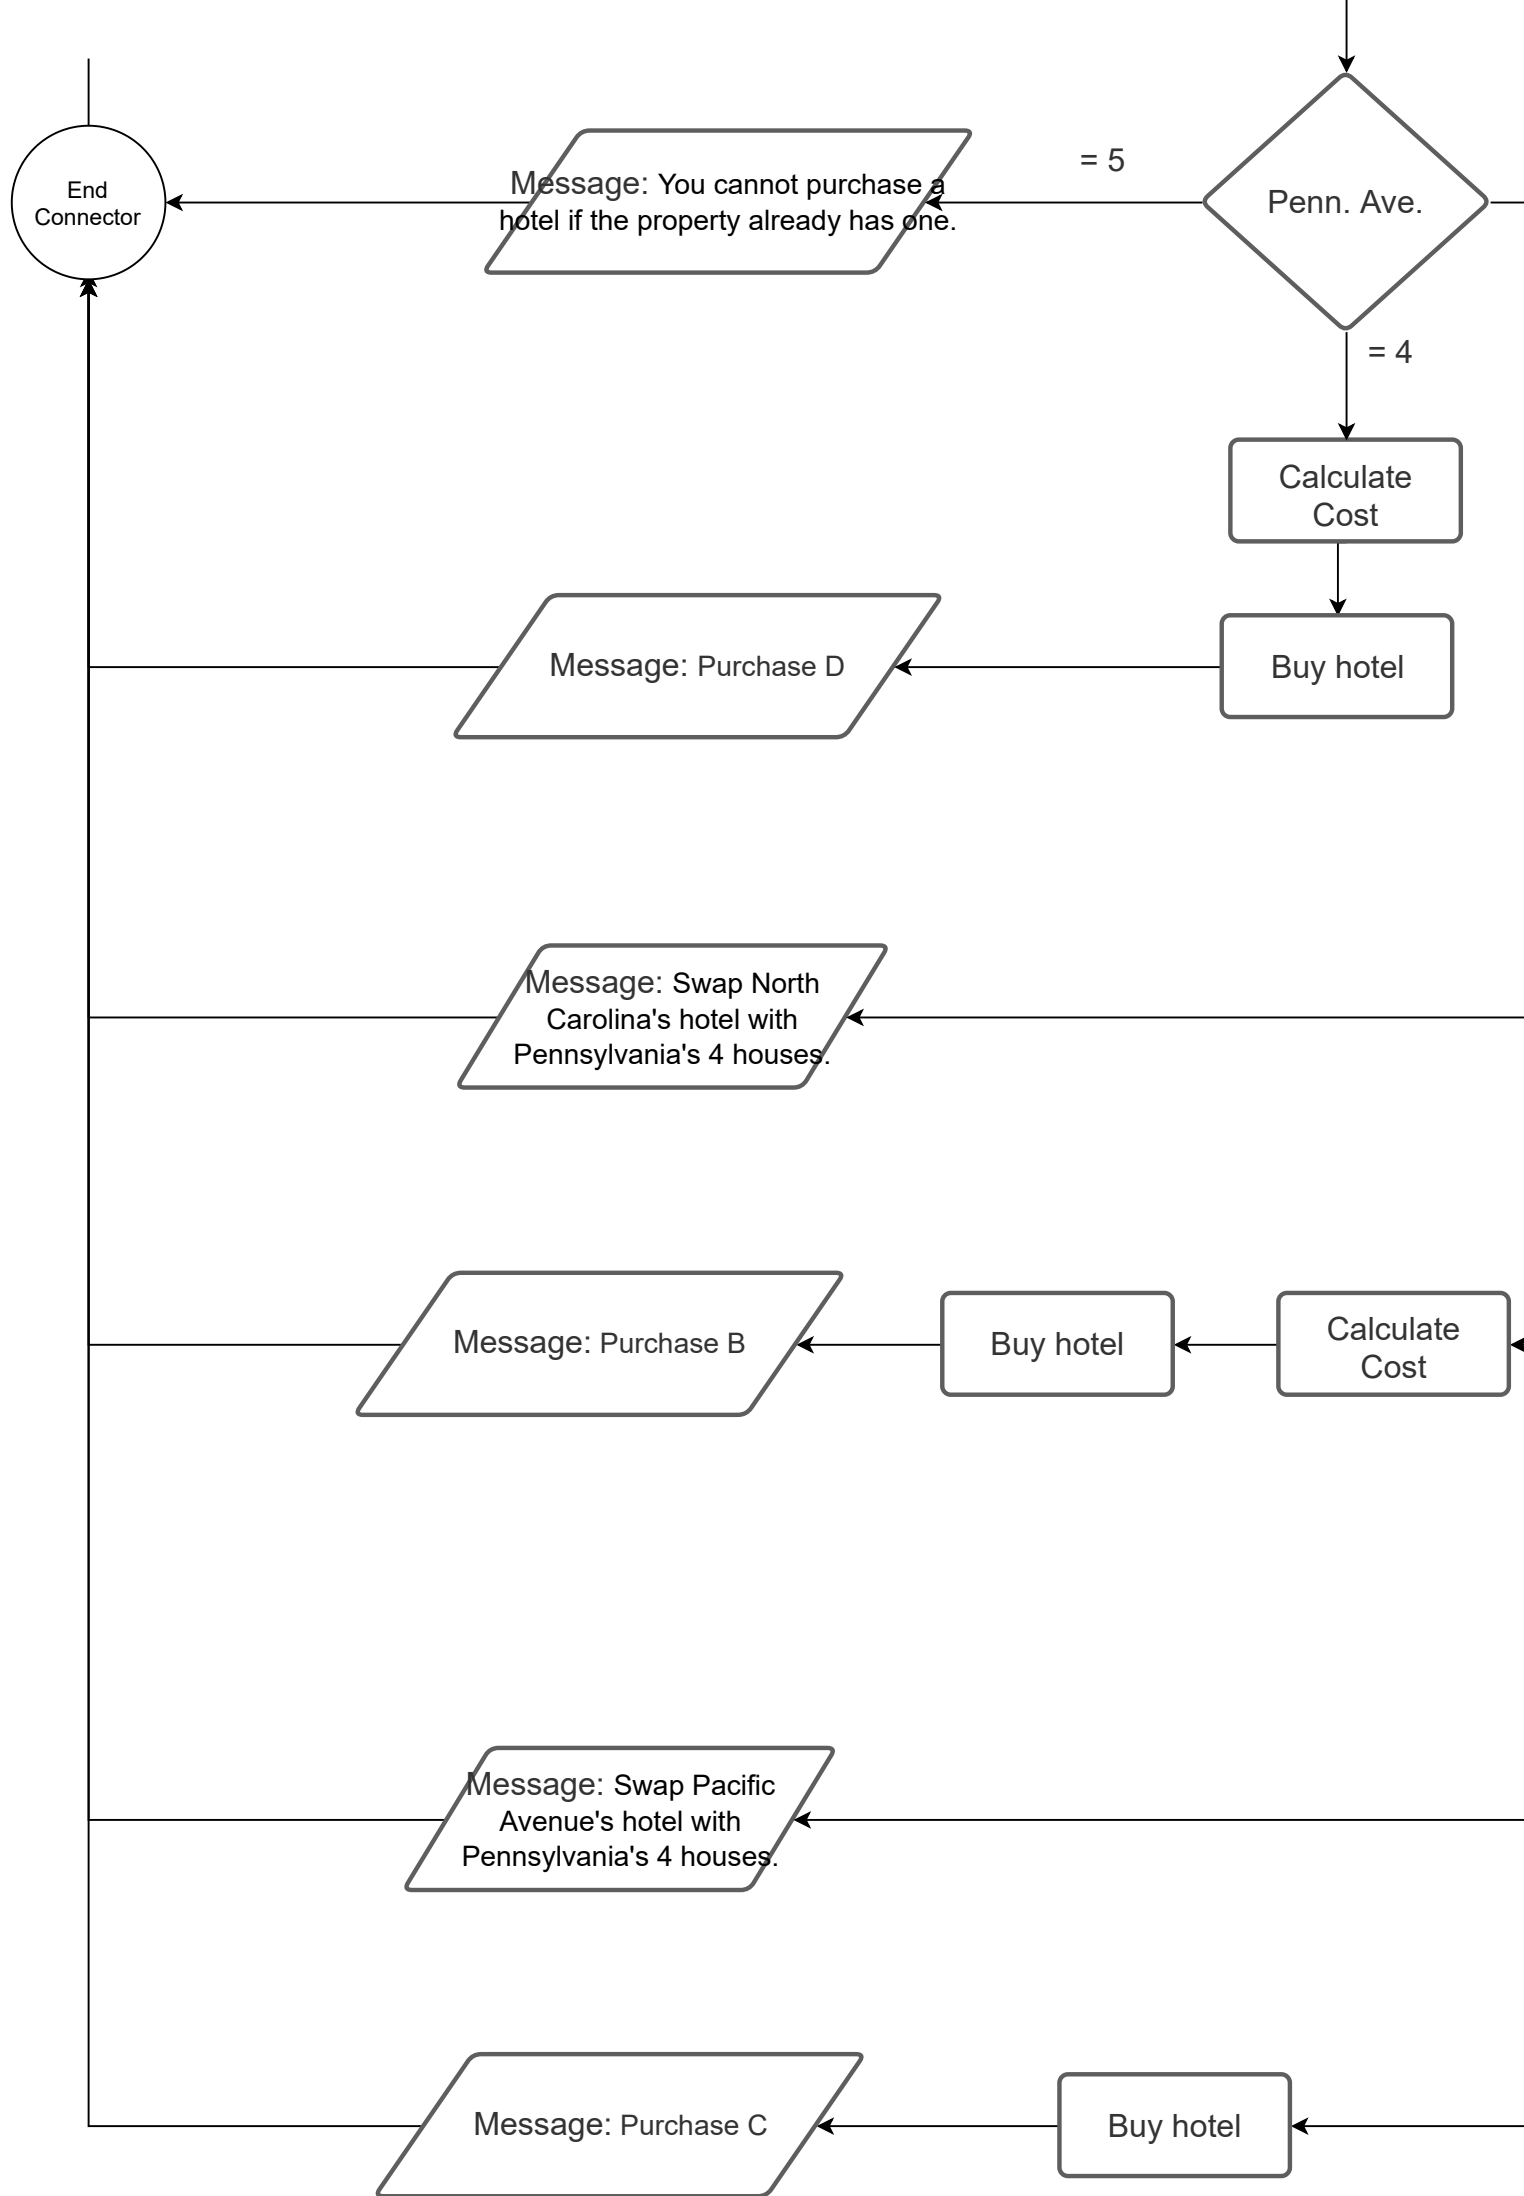 End
Connector
Message: You cannot purchase a
hotel if the property already has one.
= 5
Penn. Ave.
= 4
Calculate
Cost
Message: Purchase D
Buy hotel
Message: Swap North
Carolina's hotel with
Pennsylvania's 4 houses.
Message: Purchase B
Buy hotel
Calculate
Cost
Message: Swap Pacific
Avenue's hotel with
Pennsylvania's 4 houses.
Message: Purchase C
Buy hotel